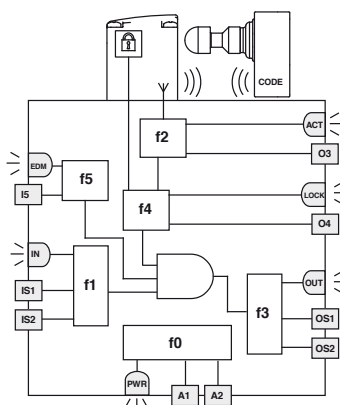 CODE
ACT
f2
O3
EDM
f5
LOCK
I5
f4
O4
IN
f1
OUT
IS1
f3
OS1
IS2
f0
OS2
PWR
A1
A2